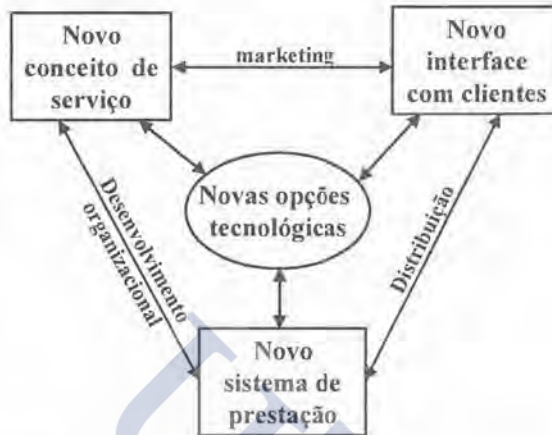 Novo
conceito de
serviço
marketing
Novo
interface
com clientes
Novas opções
tecnológicas
Desenvolvimento
organizacional
Distribuição
Novo
sistema de
prestação